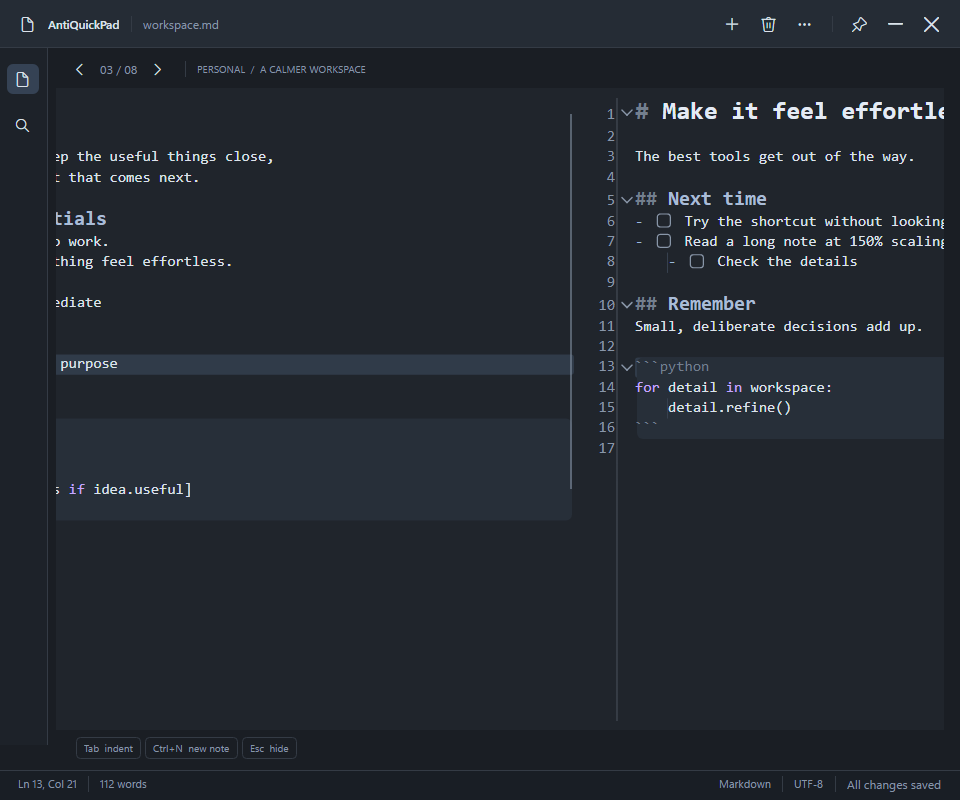 AntiQuickPad workspace.md
03 / 08 PERSONAL / A CALMER WORKSPACE
the useful things close,
that comes next.
work.
feel effortless.
purpose
if idea.useful]
1 # Make it feel
2
3 The best tools get out of the way.
4
5 ## Next time
6 - Try the shortcut without looking
7 - Read a long note at 150% scaling
8 - Check the details
9
10 ## Remember
11 Small, deliberate decisions add up.
12
13 ```python
14 for detail in workspace:
15 detail.refine()
16 ```
17
Tab indent Ctrl+N new note Esc hide
Ln 13, Col 21 112 words Markdown UTF-8 All changes saved